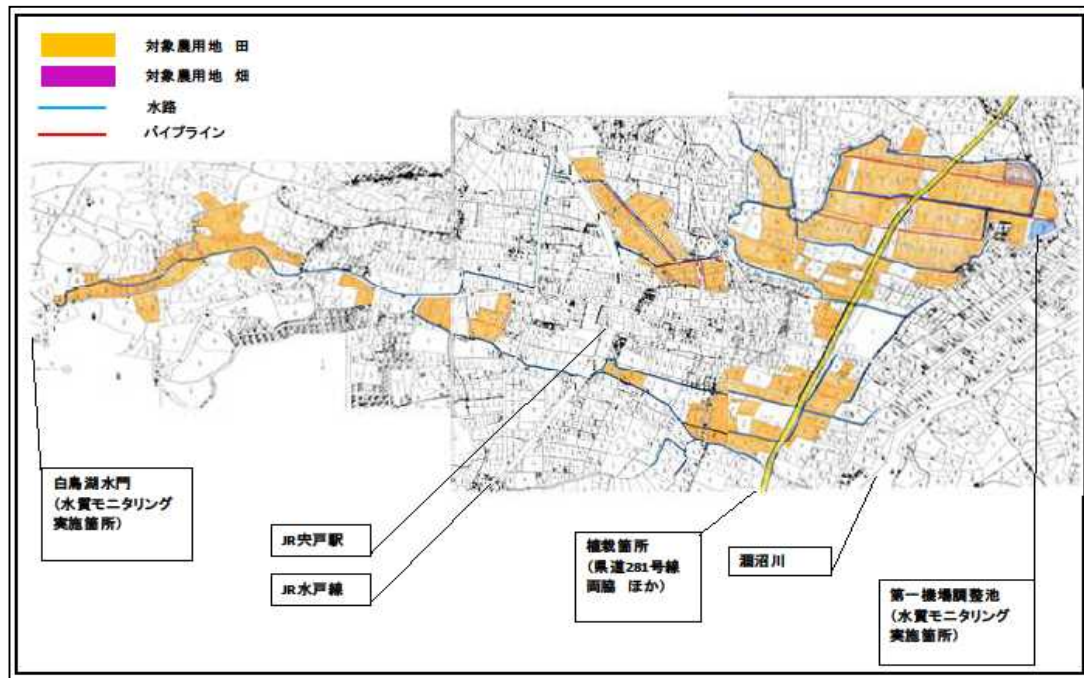 対象農用地 田
対象農用地 畑
水路
パイプライン
白鳥湖水門
(水質モニタリング
実施箇所)
JR宍戸駅
JR水戸線
植栽箇所
(県道281号線
両脇 ほか)
涸沼川
第一機場調整池
(水質モニタリング
実施箇所)